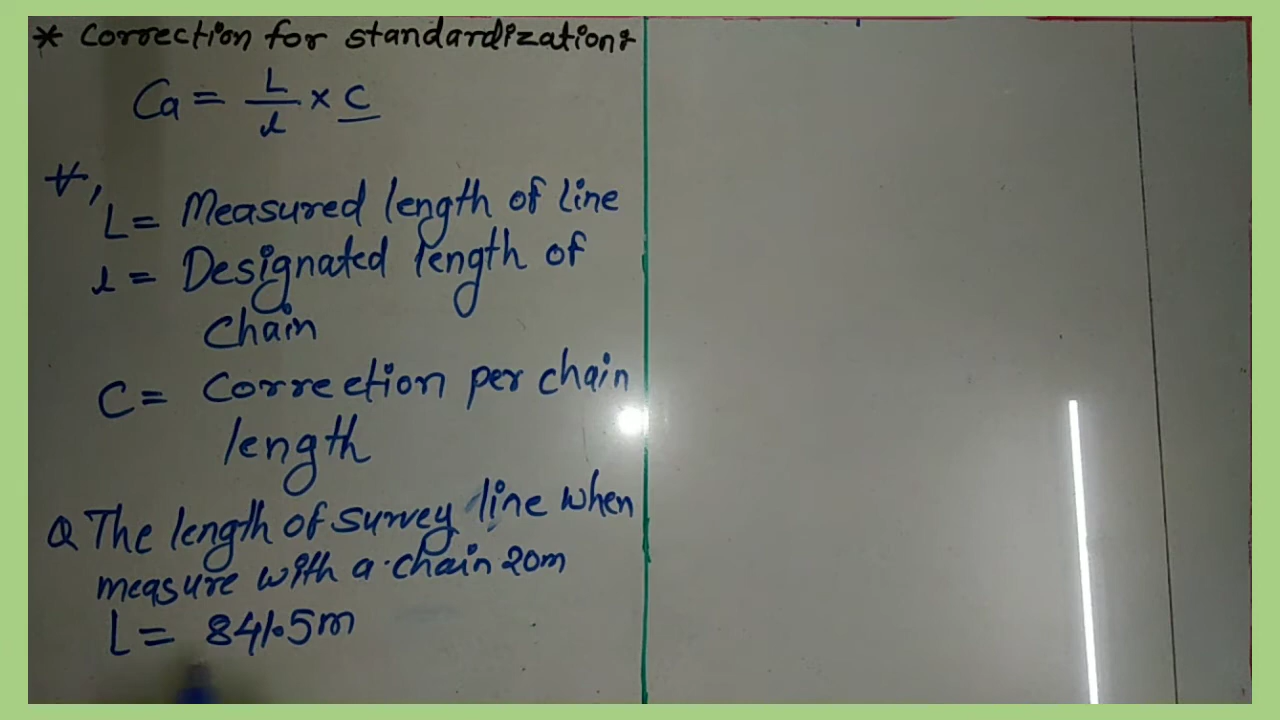 * Correction for standardization:
Ca = L/l × C
L = Measured length of line
l = Designated length of
Chain
C = Correction per chain
length
Q The length of survey line when
measure with a chain 20m
L = 841.5m